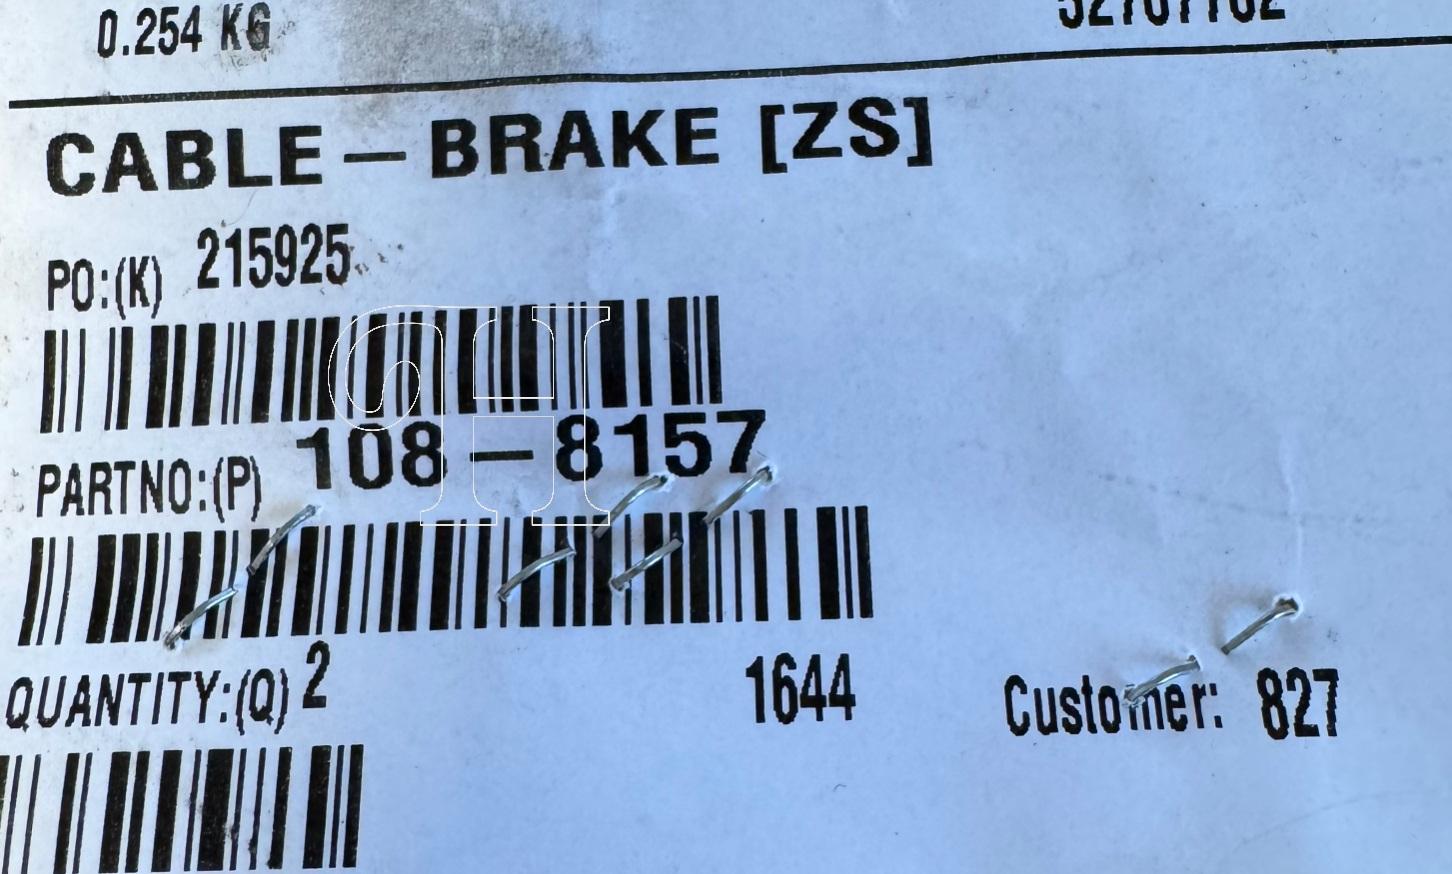 0.254 KG
CABLE – BRAKE [ZS]
PO:(K) 215925
PARTNO:(P) 108 – 8157
QUANTITY:(Q) 2 1644 Customer: 827